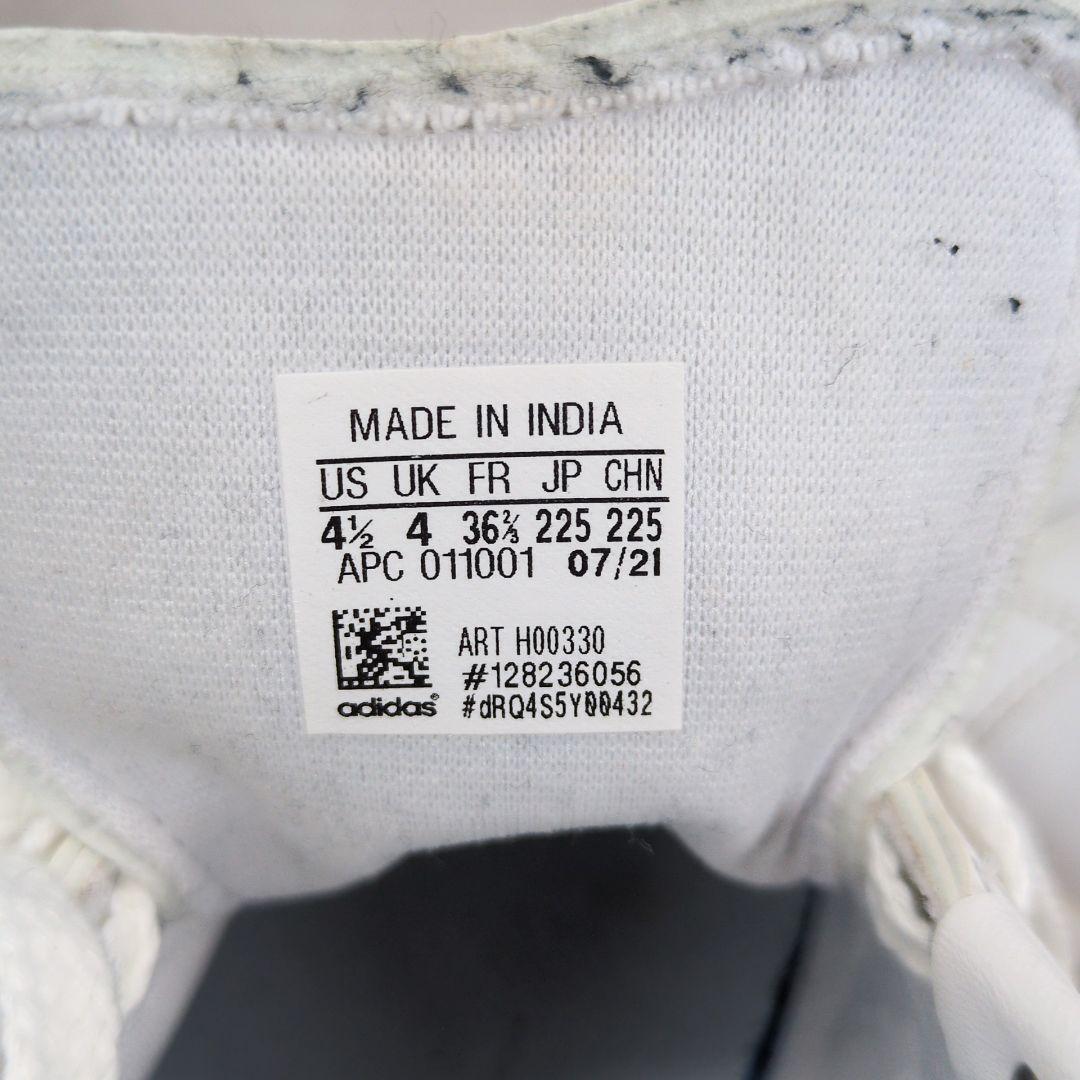 MADE IN INDIA
US UK FR JP CHN
4½ 4 36⅔ 225 225
APC 011001 07/21
ART H00330
#128236056
adidas® #dRQ4S5Y00432